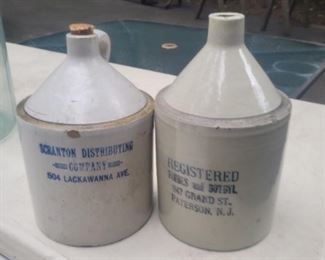 SCRANTON DISTRIBUTING
COMPANY
504 LACKAWANNA AVE.
REGISTERED
GRAND ST.
PATERSON, N.J.